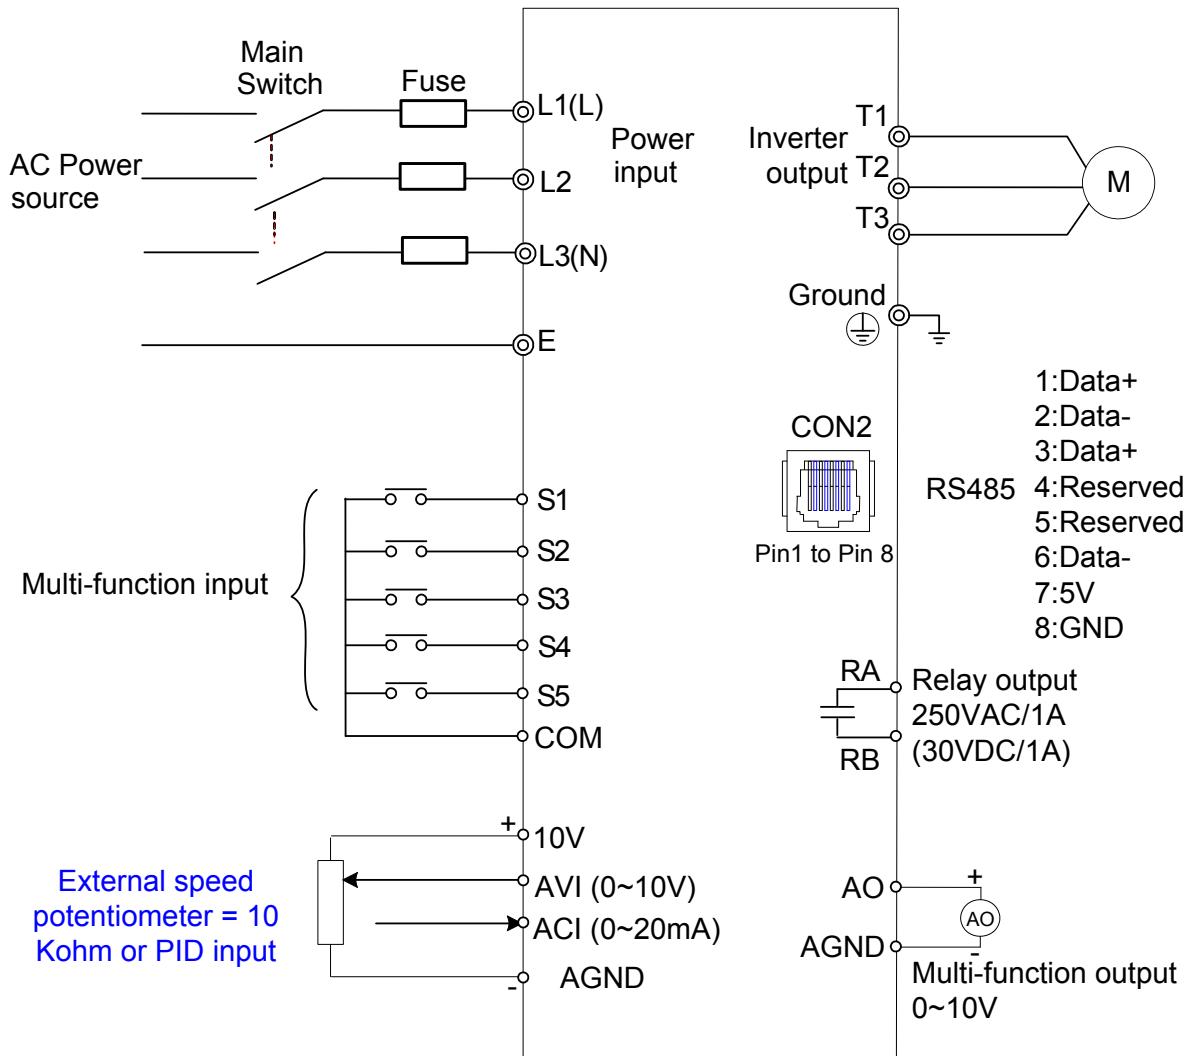 Main
Switch
Fuse
L1(L)
AC Power
source
L2
L3(N)
E
Power
input
Inverter
output
T1
T2
T3
M
Ground
CON2
Pin1 to Pin 8
RS485
1:Data+
2:Data-
3:Data+
4:Reserved
5:Reserved
6:Data-
7:5V
8:GND
Multi-function input
S1
S2
S3
S4
S5
COM
RA
RB
Relay output
250VAC/1A
(30VDC/1A)
+
10V
AVI (0~10V)
ACI (0~20mA)
-
AGND
External speed
potentiometer = 10
Kohm or PID input
AO
+
AO
AGND
-
Multi-function output
0~10V